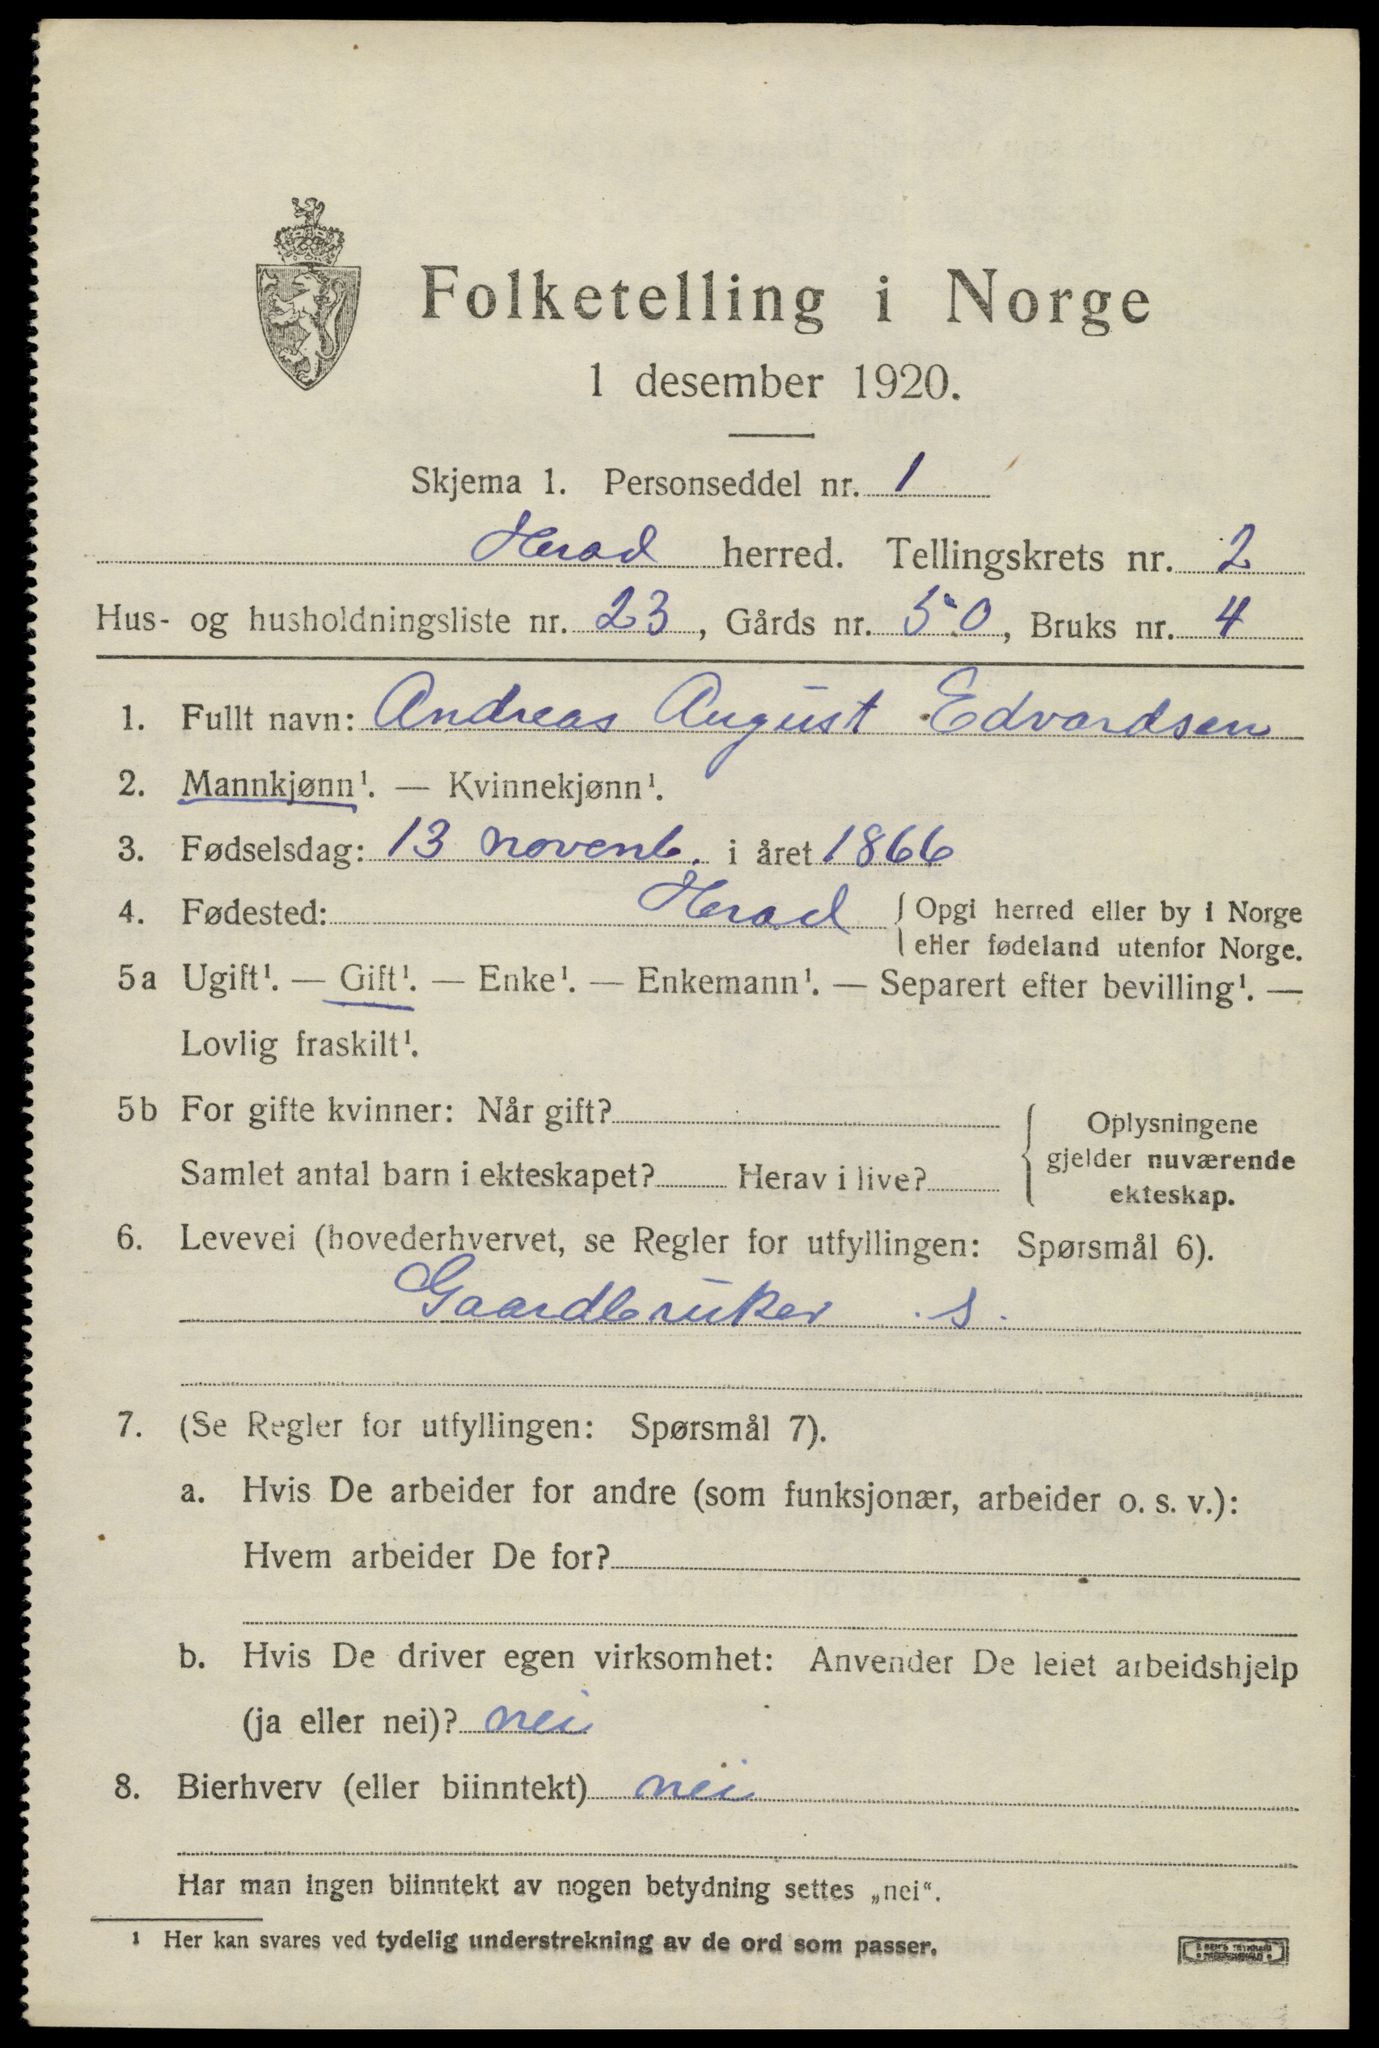 Folketelling i Norge
1 desember 1920.
Skjema 1. Personseddel nr. 1
Herad herred. Tellingskrets nr. 2
Hus- og husholdningsliste nr. 23, Gårds nr. 50, Bruks nr. 4
1. Fullt navn: Andreas August Edvardsen
2. Mannkjønn¹. — Kvinnekjønn¹.
3. Fødselsdag: 13 novemb. i året 1866
4. Fødested: Herad { Opgi herred eller by i Norge
eller fødeland utenfor Norge.
5a Ugift¹. — Gift¹. — Enke¹. — Enkemann¹. — Separert efter bevilling¹. —
Lovlig fraskilt¹.
5b For gifte kvinner: Når gift?
Samlet antal barn i ekteskapet? Herav i live?
Oplysningene
gjelder nuværende
ekteskap.
6. Levevei (hovederhvervet, se Regler for utfyllingen: Spørsmål 6).
Gaardbruker .s.
7. (Se Regler for utfyllingen: Spørsmål 7).
a. Hvis De arbeider for andre (som funksjonær, arbeider o. s. v.):
Hvem arbeider De for?
b. Hvis De driver egen virksomhet: Anvender De leiet arbeidshjelp
(ja eller nei)? nei
8. Bierhverv (eller biinntekt) nei
Har man ingen biinntekt av nogen betydning settes „nei“.
1 Her kan svares ved tydelig understrekning av de ord som passer.